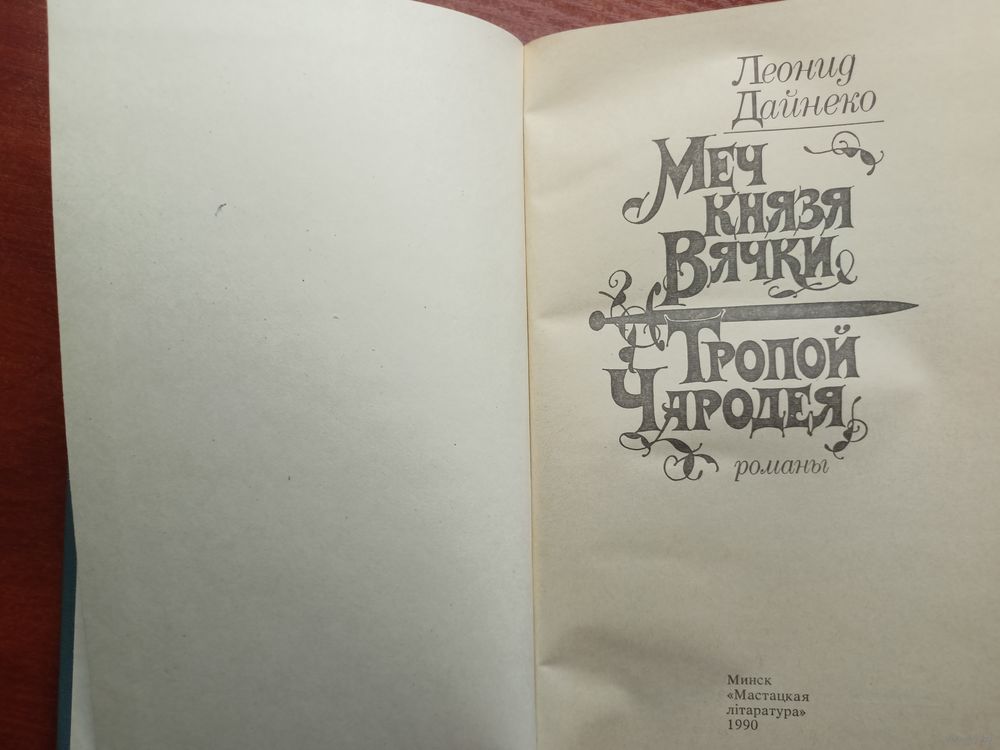 Леонид
Дайнеко
Меч
князя
Вячки
Тропой
Чародея
романы
Минск
«Мастацкая
літаратура»
1990